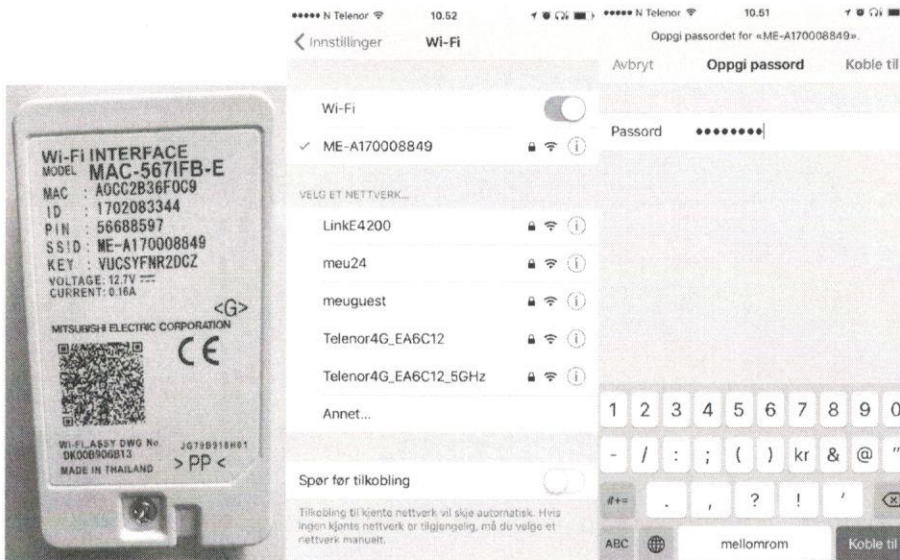 Wi-Fi INTERFACE
MODEL MAC-567IFB-E
MAC : A0CC2B36F0C9
ID : 1702083344
PIN : 56688597
SSID : ME-A170008849
KEY : VUCSYFNR2DCZ
VOLTAGE: 12.7V
CURRENT: 0.16A
<G>
MITSUBISHI ELECTRIC CORPORATION
CE
WI-FI_ASSY DWG No. JG79B918H01
DK00B906B13
MADE IN THAILAND
> PP <
N Telenor 10.52
Innstillinger Wi-Fi
Wi-Fi
ME-A170008849
VELG ET NETTVERK...
LinkE4200
meu24
meuguest
Telenor4G_EA6C12
Telenor4G_EA6C12_5GHz
Annet...
Spør før tilkobling
Tilkobling til kjente nettverk vil skje automatisk. Hvis
ingen kjente nettverk er tilgjengelig, må du velge et
nettverk manuelt.
N Telenor 10.51
Oppgi passordet for «ME-A170008849».
Avbryt Oppgi passord Koble til
Passord ••••••••
1 2 3 4 5 6 7 8 9 0
- / : ; ( ) kr & @ "
#+= . , ? ! ′
ABC mellomrom Koble til